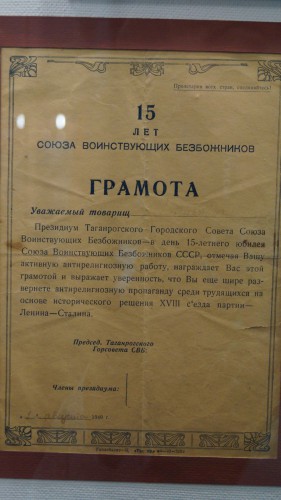 Пролетарии всех стран, соединяйтесь!
15
ЛЕТ
СОЮЗА ВОИНСТВУЮЩИХ БЕЗБОЖНИКОВ
ГРАМОТА
Уважаемый товарищ
Президиум Таганрогского Городского Совета Союза
Воинствующих Безбожников—в день 15-летнего юбилея
Союза Воинствующих Безбожников СССР, отмечая Вашу
активную антирелигиозную работу, награждает Вас этой
грамотой и выражает уверенность, что Вы еще шире раз-
вернете антирелигиозную пропаганду среди трудящихся на
основе исторического решения XVIII с'езда партии—
Ленина—Сталина.
Председ. Таганрогского
Горсовета СВБ:
Члены президиума: